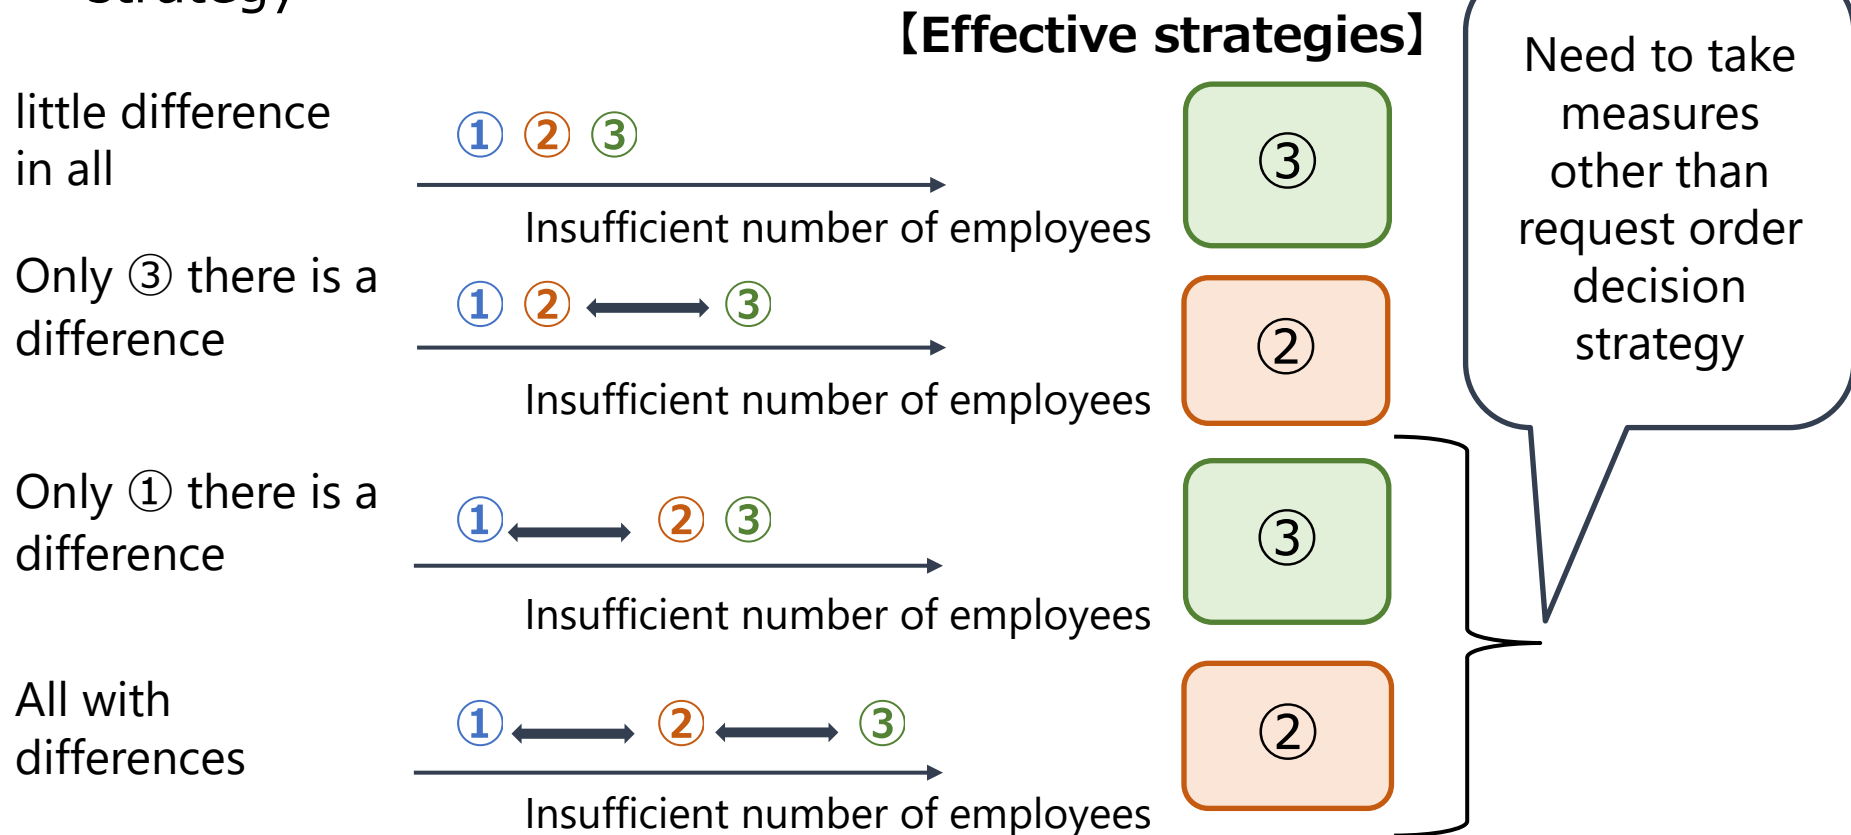 strategy
【Effective strategies】
little difference
in all
① ② ③
Insufficient number of employees
③
Only ③ there is a
difference
① ② ③
Insufficient number of employees
②
Only ① there is a
difference
① ② ③
Insufficient number of employees
③
All with
differences
① ② ③
Insufficient number of employees
②
Need to take
measures
other than
request order
decision
strategy